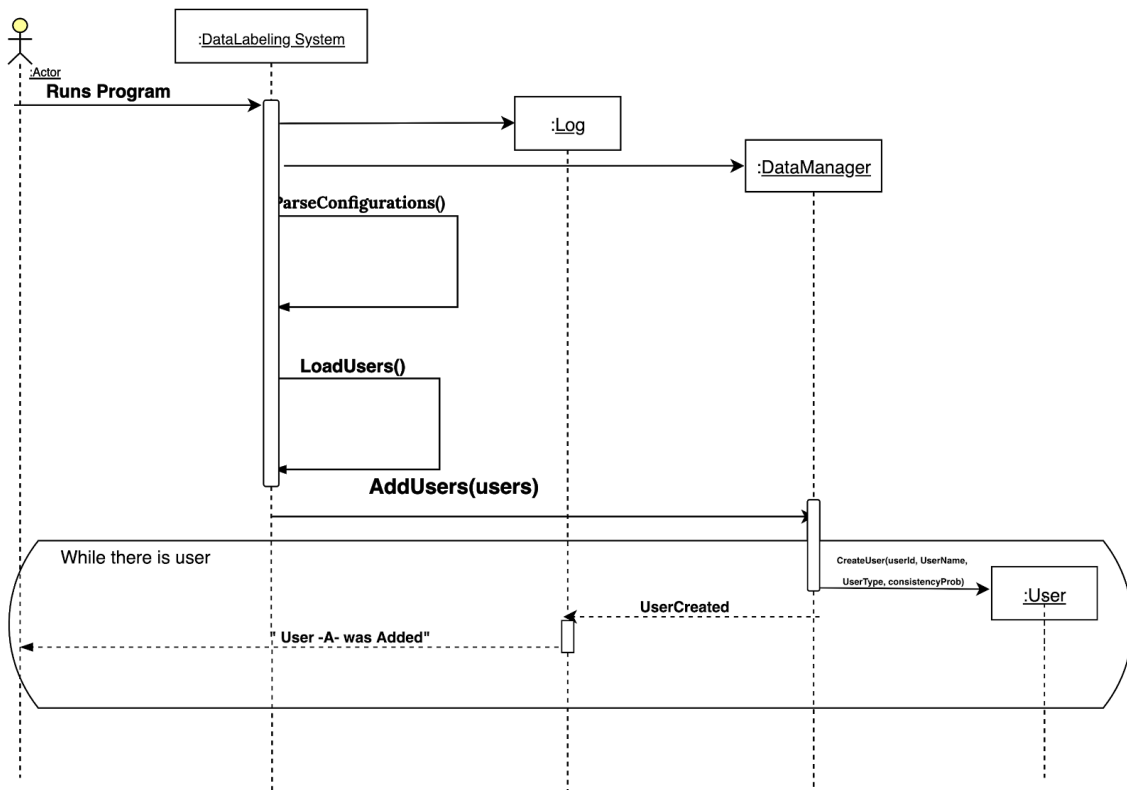 :DataLabeling System
:Actor
Runs Program
:Log
:DataManager
ParseConfigurations()
LoadUsers()
AddUsers(users)
While there is user
CreateUser(userId, UserName,
UserType, consistencyProb)
:User
UserCreated
" User -A- was Added"